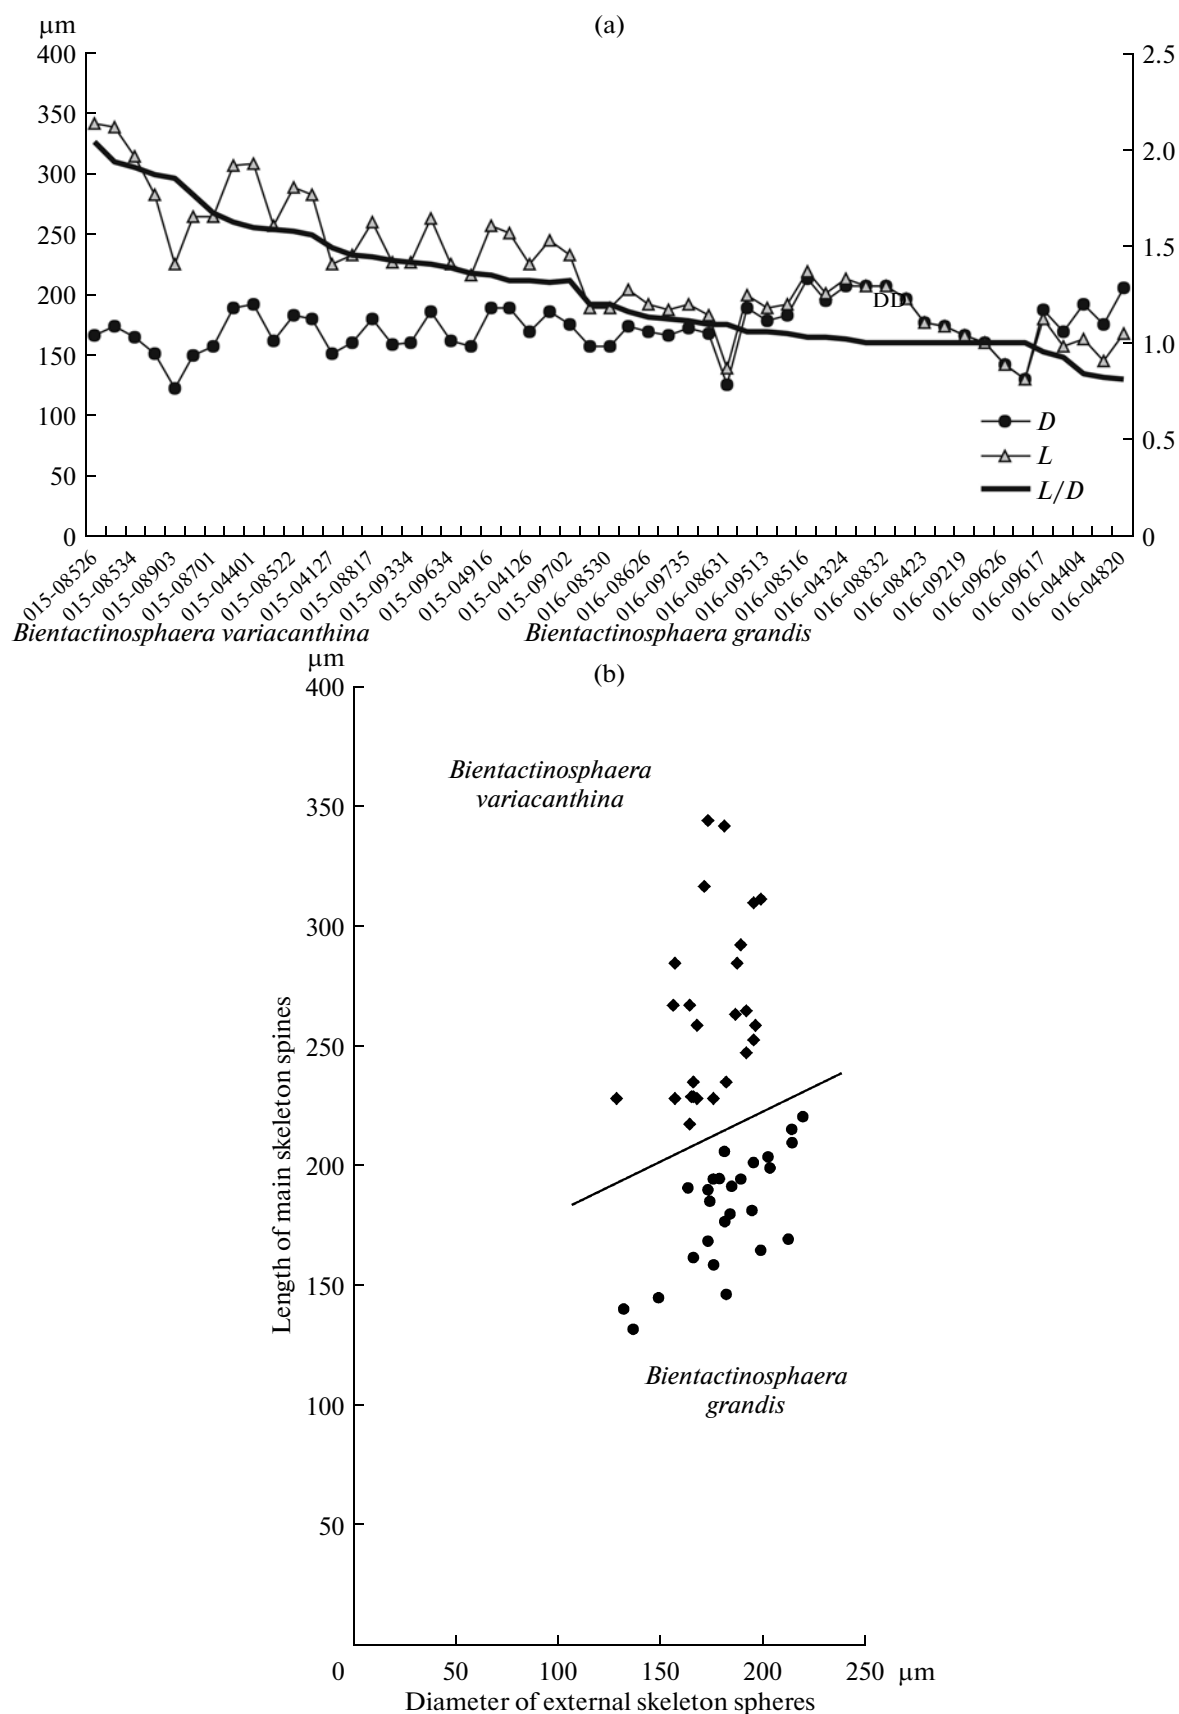 (a)
μm
400
350
300
250
200
150
100
50
0
2.5
2.0
1.5
1.0
0.5
0
DD
D
L
L/D
015-08526
015-08534
015-08903
015-08701
015-04401
015-08522
015-04127
015-08817
015-09334
015-09634
015-04916
015-04126
015-09702
016-08530
016-08626
016-09735
016-08631
016-09513
016-08516
016-04324
016-08832
016-08423
016-09219
016-09626
016-09617
016-04404
016-04820
Bientactinosphaera variacanthina
Bientactinosphaera grandis
(b)
μm
400
350
300
250
200
150
100
50
Length of main skeleton spines
Bientactinosphaera
variacanthina
Bientactinosphaera
grandis
0 50 100 150 200 250 μm
Diameter of external skeleton spheres